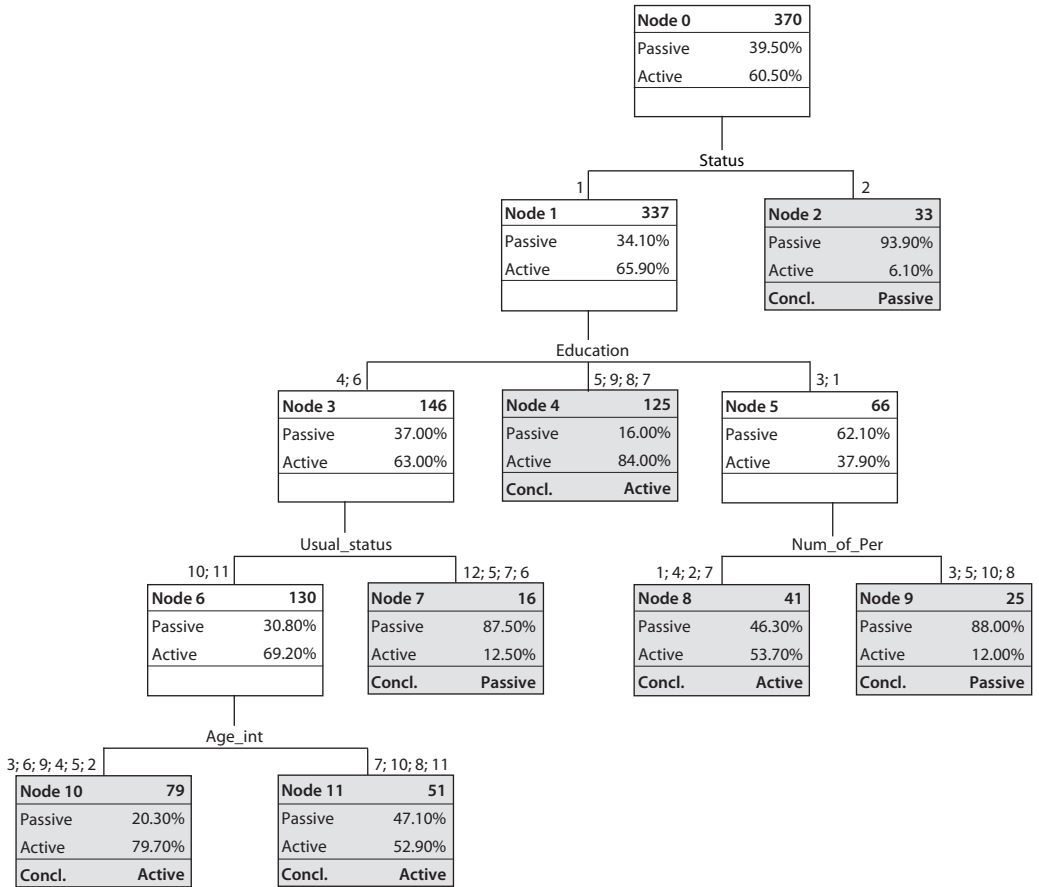 Node 0 370
Passive 39.50%
Active 60.50%
Status
1
2
Node 1 337
Passive 34.10%
Active 65.90%
Node 2 33
Passive 93.90%
Active 6.10%
Concl. Passive
Education
4; 6
5; 9; 8; 7
3; 1
Node 3 146
Passive 37.00%
Active 63.00%
Node 4 125
Passive 16.00%
Active 84.00%
Concl. Active
Node 5 66
Passive 62.10%
Active 37.90%
Usual_status
Num_of_Per
10; 11
12; 5; 7; 6
1; 4; 2; 7
3; 5; 10; 8
Node 6 130
Passive 30.80%
Active 69.20%
Node 7 16
Passive 87.50%
Active 12.50%
Concl. Passive
Node 8 41
Passive 46.30%
Active 53.70%
Concl. Active
Node 9 25
Passive 88.00%
Active 12.00%
Concl. Passive
Age_int
3; 6; 9; 4; 5; 2
7; 10; 8; 11
Node 10 79
Passive 20.30%
Active 79.70%
Concl. Active
Node 11 51
Passive 47.10%
Active 52.90%
Concl. Active